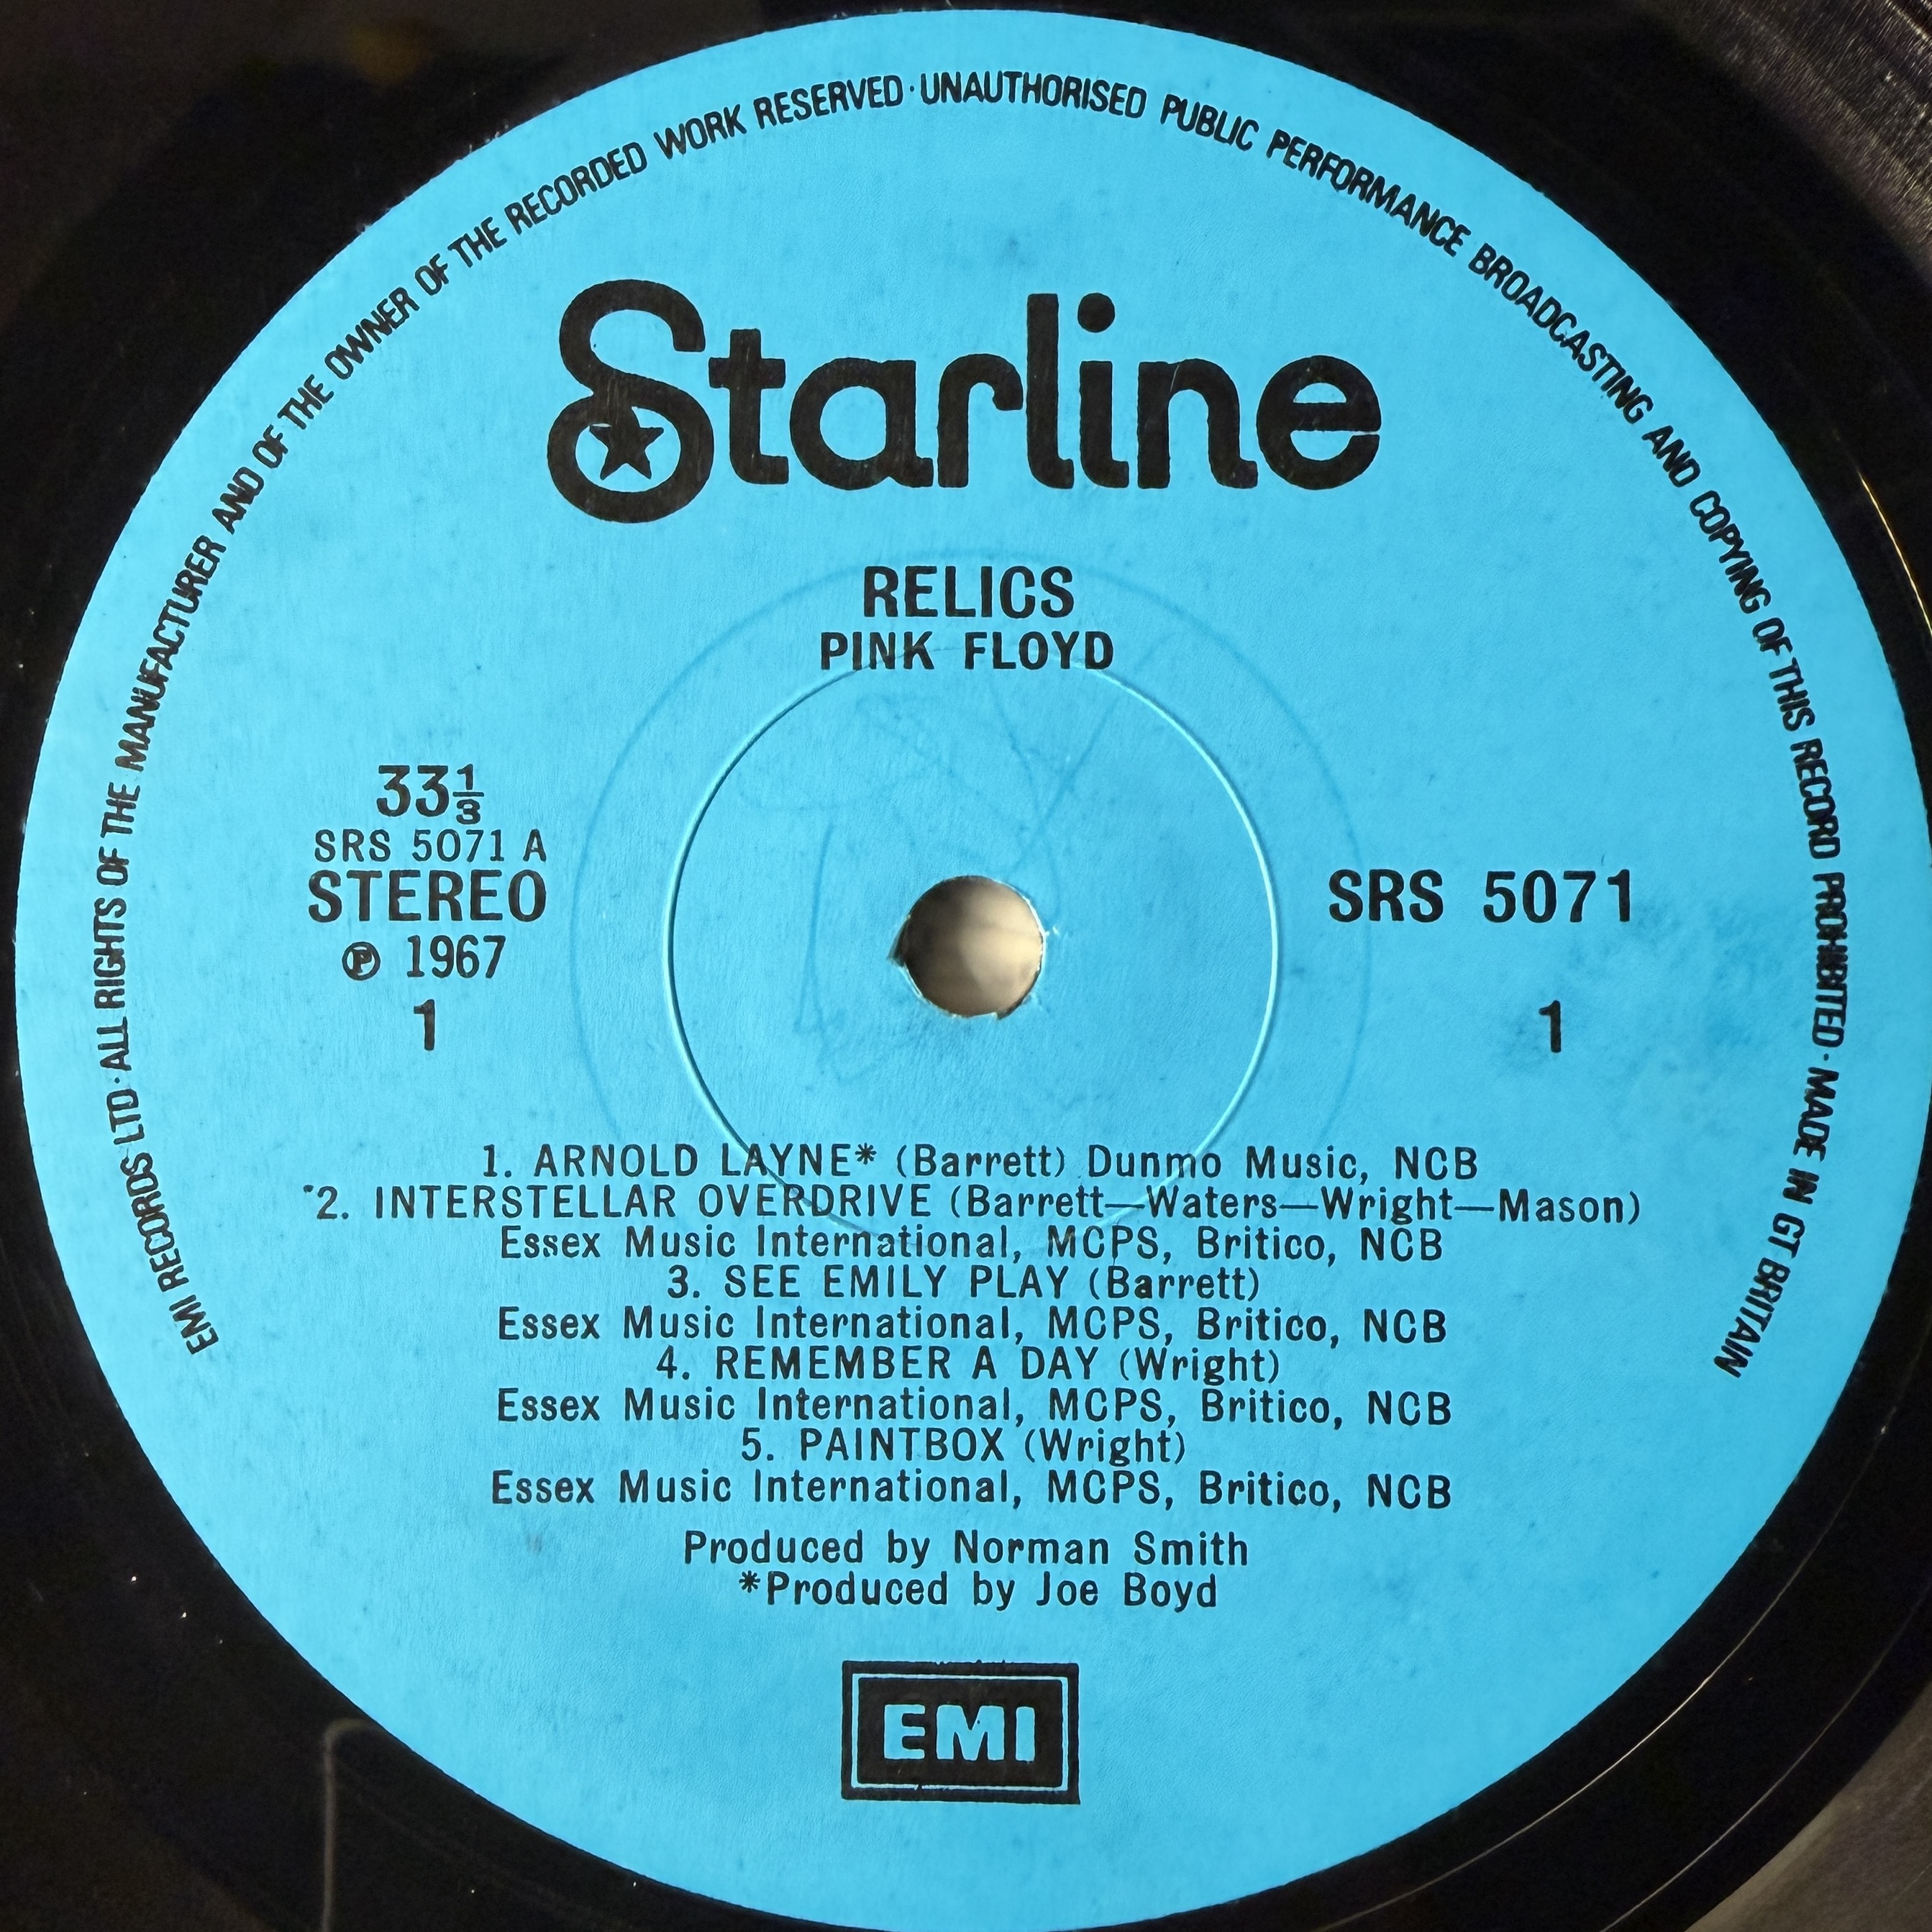 EMI RECORDS LTD · ALL RIGHTS OF THE MANUFACTURER AND OF THE OWNER OF THE RECORDED WORK RESERVED · UNAUTHORISED PUBLIC PERFORMANCE BROADCASTING AND COPYING OF THIS RECORD PROHIBITED · MADE IN GT BRITAIN
Starline
RELICS
PINK FLOYD
33⅓
SRS 5071 A
STEREO
℗ 1967
1
SRS 5071
1
1. ARNOLD LAYNE* (Barrett) Dunmo Music, NCB
2. INTERSTELLAR OVERDRIVE (Barrett—Waters—Wright—Mason)
Essex Music International, MCPS, Britico, NCB
3. SEE EMILY PLAY (Barrett)
Essex Music International, MCPS, Britico, NCB
4. REMEMBER A DAY (Wright)
Essex Music International, MCPS, Britico, NCB
5. PAINTBOX (Wright)
Essex Music International, MCPS, Britico, NCB
Produced by Norman Smith
*Produced by Joe Boyd
EMI